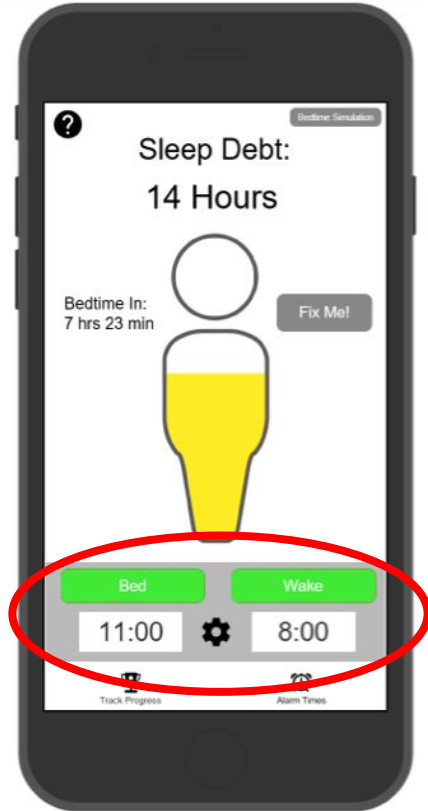 Bedtime Simulation
?
Sleep Debt:
14 Hours
Bedtime In:
7 hrs 23 min
Fix Me!
Bed
Wake
11:00
8:00
Track Progress
Alarm Times